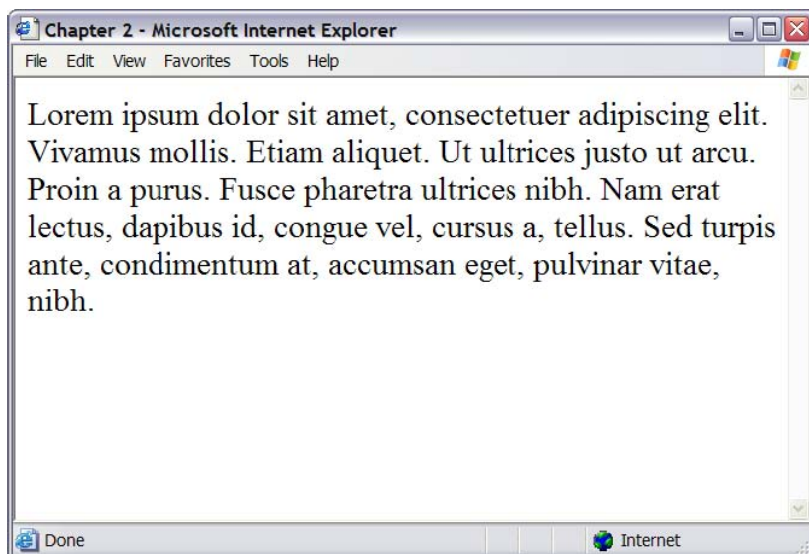 Chapter 2 - Microsoft Internet Explorer
File Edit View Favorites Tools Help
Lorem ipsum dolor sit amet, consectetuer adipiscing elit.
Vivamus mollis. Etiam aliquet. Ut ultrices justo ut arcu.
Proin a purus. Fusce pharetra ultrices nibh. Nam erat
lectus, dapibus id, congue vel, cursus a, tellus. Sed turpis
ante, condimentum at, accumsan eget, pulvinar vitae,
nibh.
Done Internet